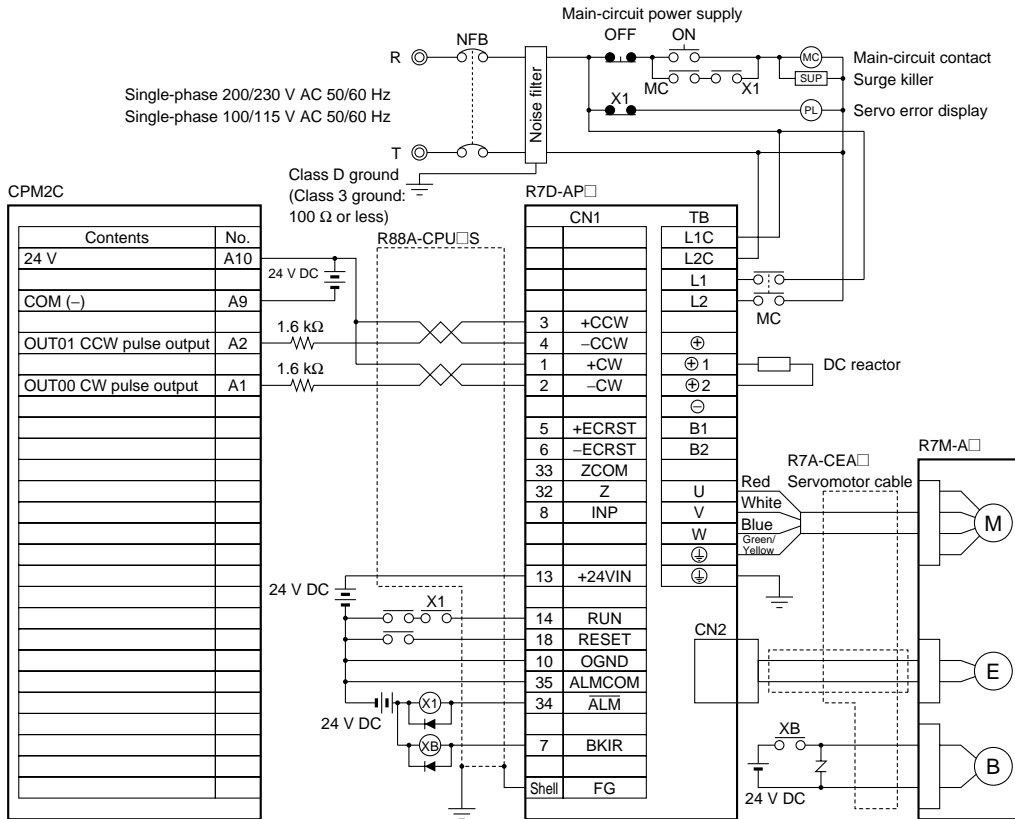 Main-circuit power supply
OFF ON
NFB
R
MC Main-circuit contact
SUP Surge killer
MC X1
Single-phase 200/230 V AC 50/60 Hz
Single-phase 100/115 V AC 50/60 Hz
Noise filter
X1
PL Servo error display
T
Class D ground
(Class 3 ground:
100 Ω or less)
CPM2C
R7D-AP□
CN1 TB
R88A-CPU□S
Contents No.
24 V A10
24 V DC
COM (–) A9
OUT01 CCW pulse output A2
1.6 kΩ
OUT00 CW pulse output A1
1.6 kΩ
L1C
L2C
L1
L2
MC
3 +CCW
4 –CCW ⊕
1 +CW ⊕ 1
DC reactor
2 –CW ⊕ 2
⊖
5 +ECRST B1
6 –ECRST B2
33 ZCOM
32 Z U
8 INP V
W
R7A-CEA□
Servomotor cable
R7M-A□
Red
White
Blue
Green/
Yellow
M
24 V DC
13 +24VIN
X1
14 RUN
18 RESET
10 OGND
35 ALMCOM
34 ALM
X1
24 V DC
XB
7 BKIR
Shell FG
CN2
E
XB
24 V DC
B